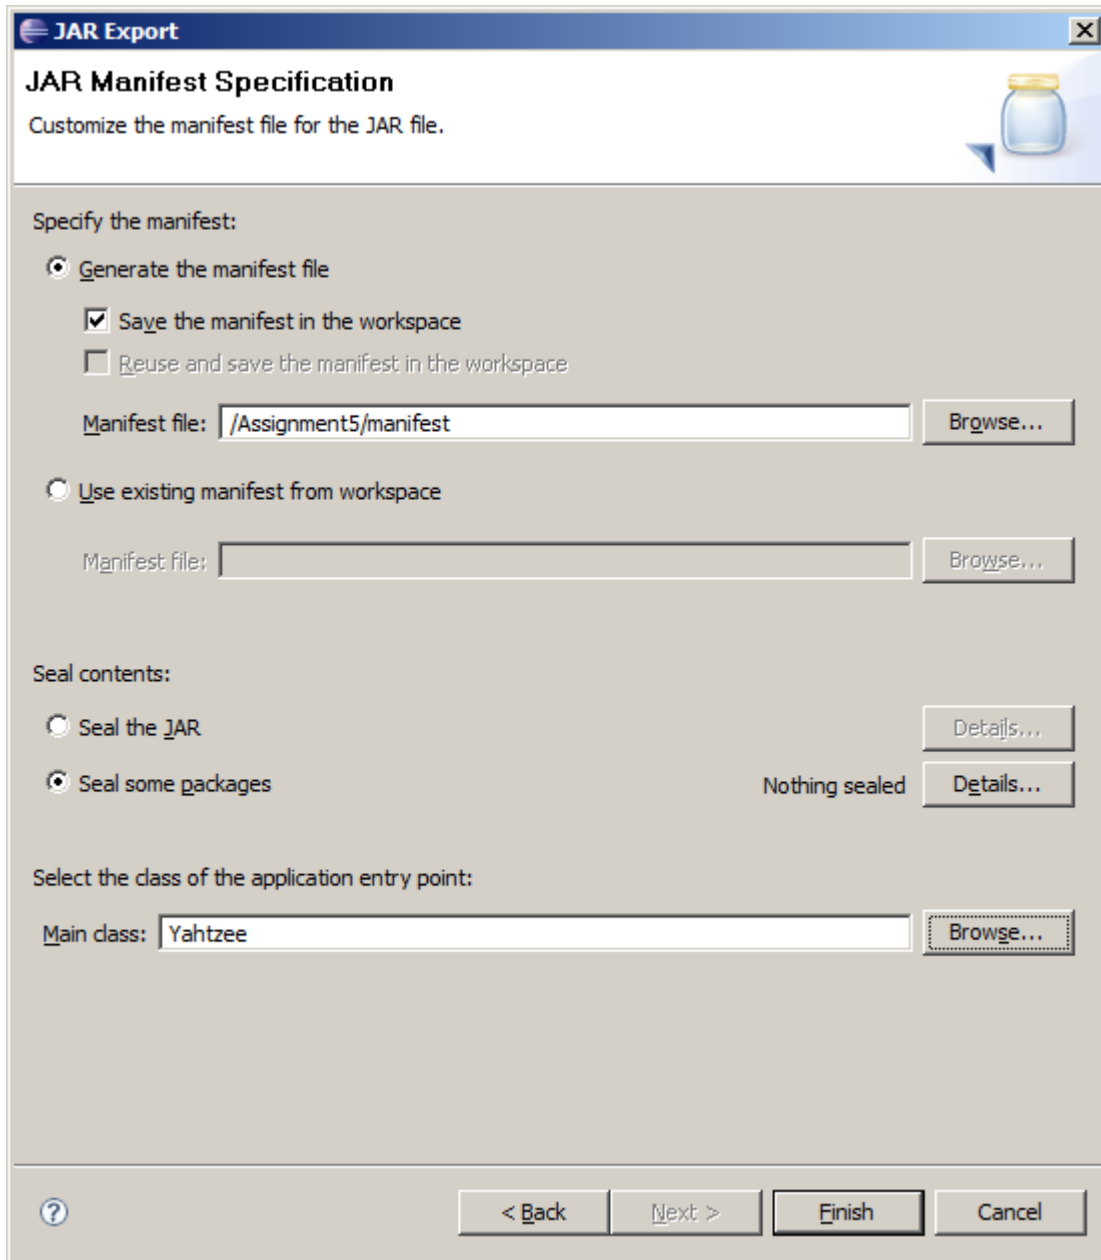 JAR Export
JAR Manifest Specification
Customize the manifest file for the JAR file.
Specify the manifest:
Generate the manifest file
Save the manifest in the workspace
Reuse and save the manifest in the workspace
Manifest file: /Assignment5/manifest Browse...
Use existing manifest from workspace
Manifest file: Browse...
Seal contents:
Seal the JAR Details...
Seal some packages Nothing sealed Details...
Select the class of the application entry point:
Main class: Yahtzee Browse...
? < Back Next > Finish Cancel